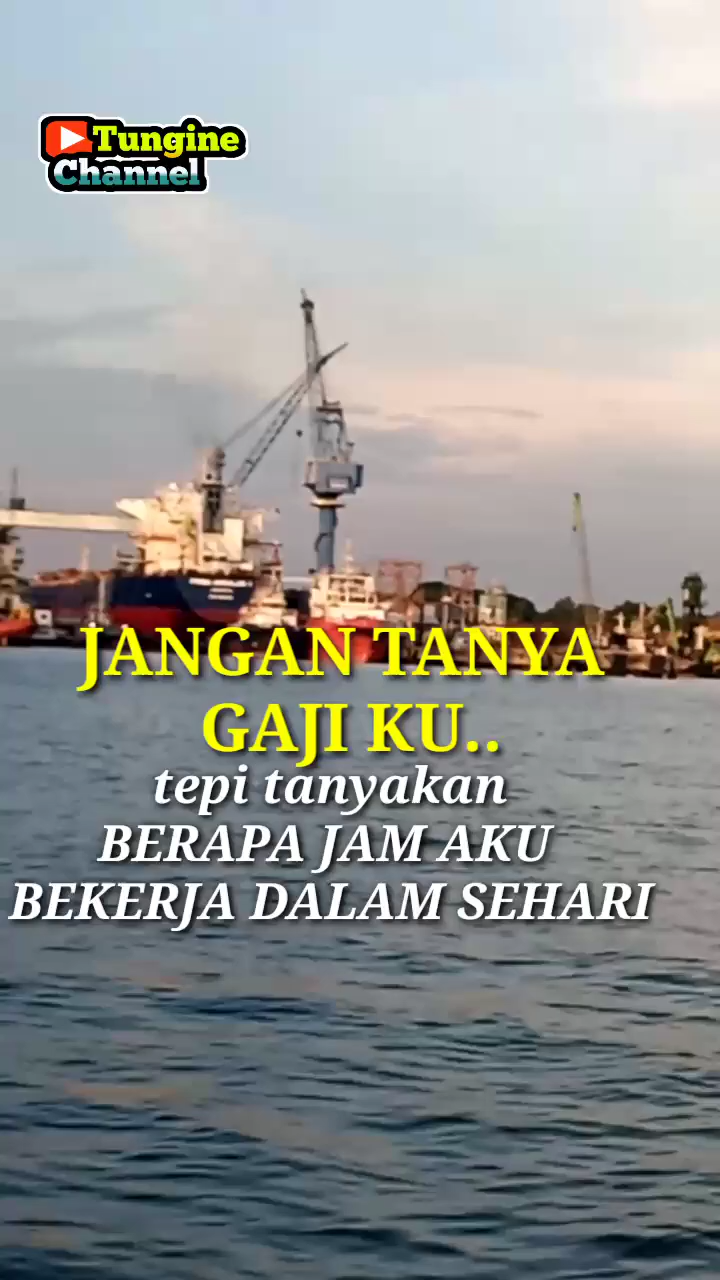 Tungine
Channel
JANGAN TANYA
GAJI KU..
tepi tanyakan
BERAPA JAM AKU
BEKERJA DALAM SEHARI